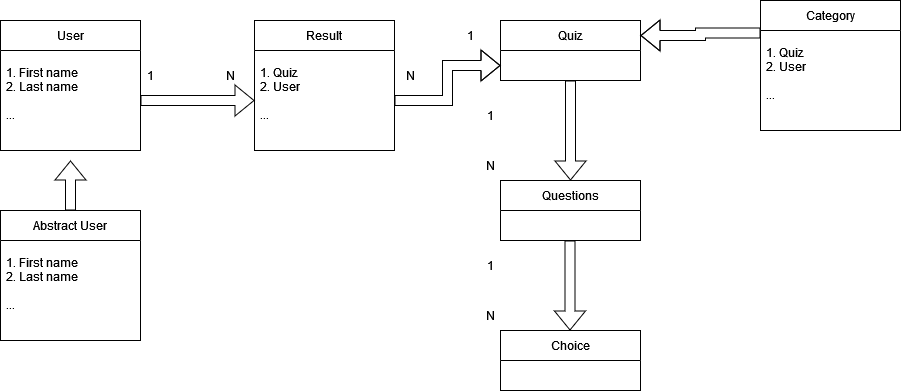 User
1. First name
2. Last name
...
1
N
Result
1. Quiz
2. User
...
N
1
Quiz
Category
1. Quiz
2. User
...
1
N
Abstract User
1. First name
2. Last name
...
Questions
1
N
Choice